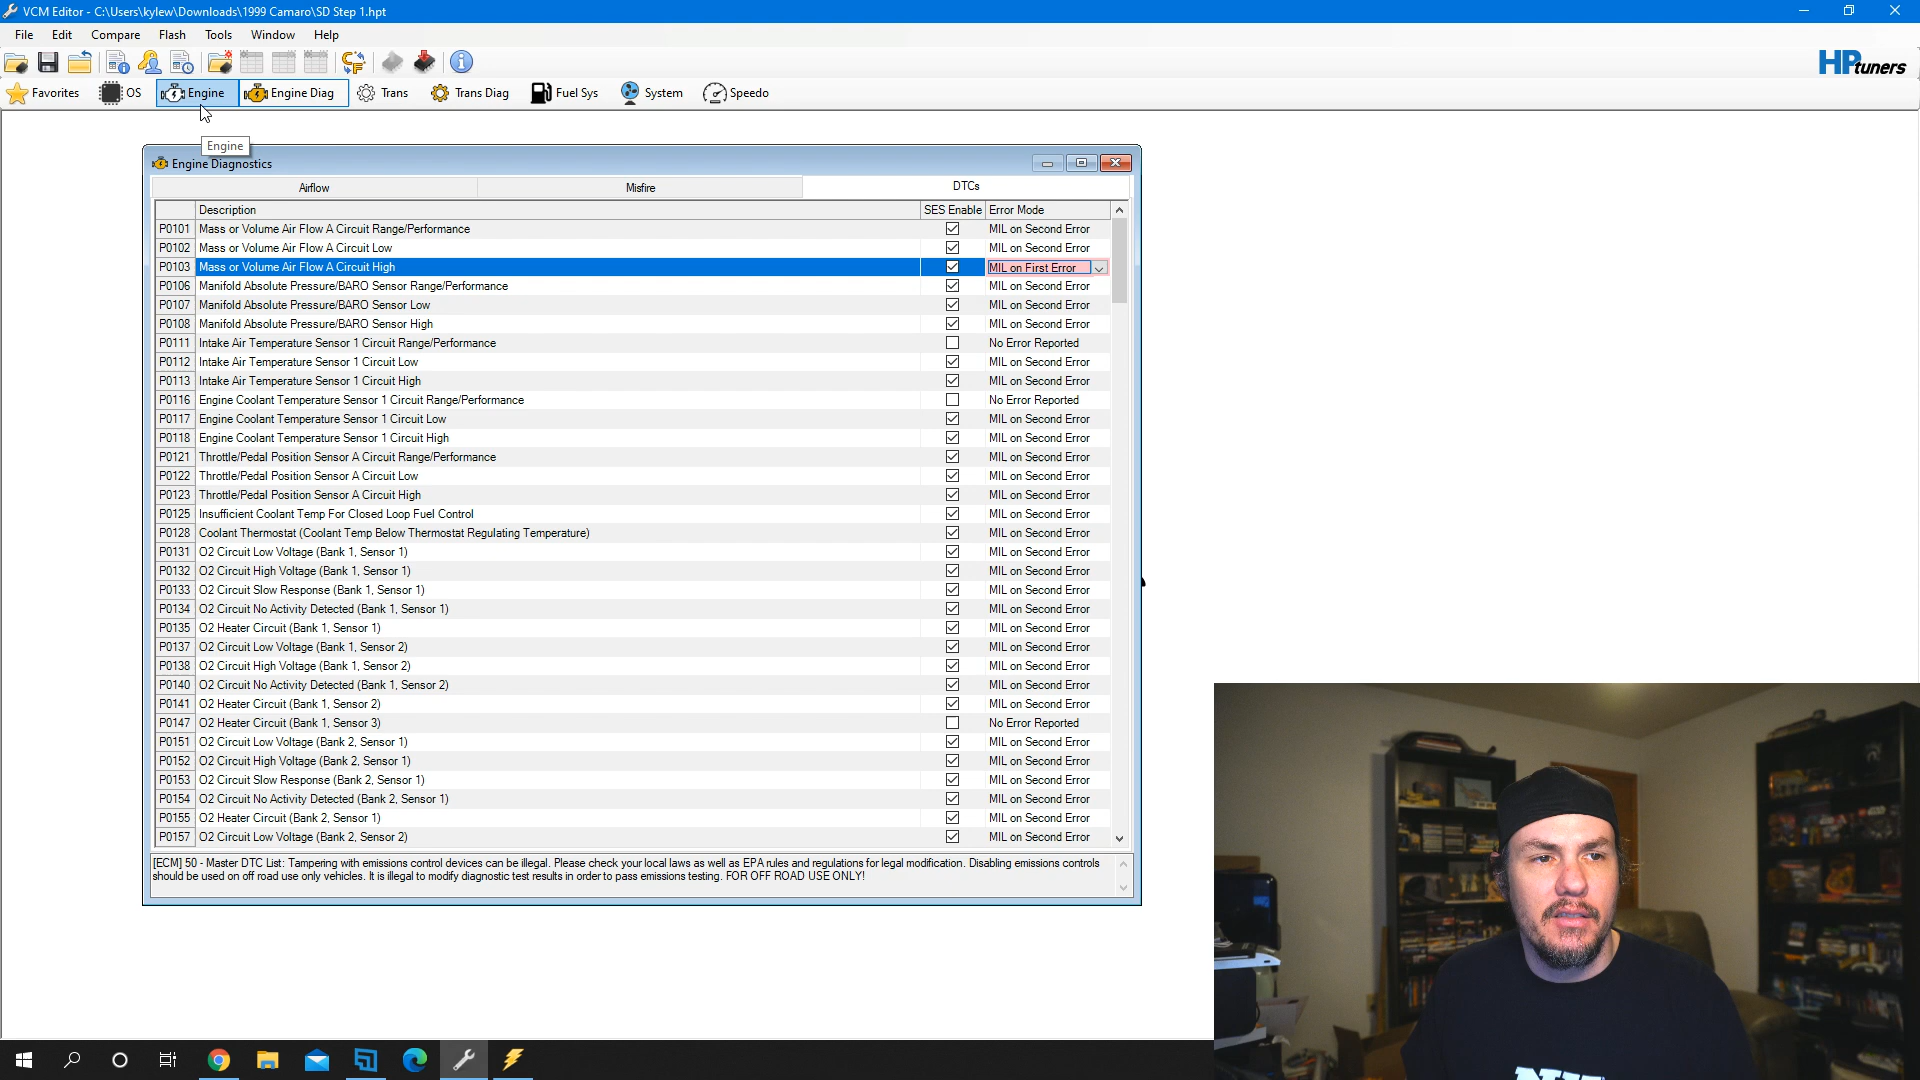 VCM Editor - C:\Users\kylew\Downloads\1999 Camaro\SD Step 1.hpt
File Edit Compare Flash Tools Window Help
HPtuners
Favorites OS Engine Engine Diag Trans Trans Diag Fuel Sys System Speedo
Engine
Engine Diagnostics
Airflow Misfire DTCs
Description SES Enable Error Mode
P0101 Mass or Volume Air Flow A Circuit Range/Performance MIL on Second Error
P0102 Mass or Volume Air Flow A Circuit Low MIL on Second Error
P0103 Mass or Volume Air Flow A Circuit High MIL on First Error
P0106 Manifold Absolute Pressure/BARO Sensor Range/Performance MIL on Second Error
P0107 Manifold Absolute Pressure/BARO Sensor Low MIL on Second Error
P0108 Manifold Absolute Pressure/BARO Sensor High MIL on Second Error
P0111 Intake Air Temperature Sensor 1 Circuit Range/Performance No Error Reported
P0112 Intake Air Temperature Sensor 1 Circuit Low MIL on Second Error
P0113 Intake Air Temperature Sensor 1 Circuit High MIL on Second Error
P0116 Engine Coolant Temperature Sensor 1 Circuit Range/Performance No Error Reported
P0117 Engine Coolant Temperature Sensor 1 Circuit Low MIL on Second Error
P0118 Engine Coolant Temperature Sensor 1 Circuit High MIL on Second Error
P0121 Throttle/Pedal Position Sensor A Circuit Range/Performance MIL on Second Error
P0122 Throttle/Pedal Position Sensor A Circuit Low MIL on Second Error
P0123 Throttle/Pedal Position Sensor A Circuit High MIL on Second Error
P0125 Insufficient Coolant Temp For Closed Loop Fuel Control MIL on Second Error
P0128 Coolant Thermostat (Coolant Temp Below Thermostat Regulating Temperature) MIL on Second Error
P0131 O2 Circuit Low Voltage (Bank 1, Sensor 1) MIL on Second Error
P0132 O2 Circuit High Voltage (Bank 1, Sensor 1) MIL on Second Error
P0133 O2 Circuit Slow Response (Bank 1, Sensor 1) MIL on Second Error
P0134 O2 Circuit No Activity Detected (Bank 1, Sensor 1) MIL on Second Error
P0135 O2 Heater Circuit (Bank 1, Sensor 1) MIL on Second Error
P0137 O2 Circuit Low Voltage (Bank 1, Sensor 2) MIL on Second Error
P0138 O2 Circuit High Voltage (Bank 1, Sensor 2) MIL on Second Error
P0140 O2 Circuit No Activity Detected (Bank 1, Sensor 2) MIL on Second Error
P0141 O2 Heater Circuit (Bank 1, Sensor 2) MIL on Second Error
P0147 O2 Heater Circuit (Bank 1, Sensor 3) No Error Reported
P0151 O2 Circuit Low Voltage (Bank 2, Sensor 1) MIL on Second Error
P0152 O2 Circuit High Voltage (Bank 2, Sensor 1) MIL on Second Error
P0153 O2 Circuit Slow Response (Bank 2, Sensor 1) MIL on Second Error
P0154 O2 Circuit No Activity Detected (Bank 2, Sensor 1) MIL on Second Error
P0155 O2 Heater Circuit (Bank 2, Sensor 1) MIL on Second Error
P0157 O2 Circuit Low Voltage (Bank 2, Sensor 2) MIL on Second Error
[ECM] 50 - Master DTC List: Tampering with emissions control devices can be illegal. Please check your local laws as well as EPA rules and regulations for legal modification. Disabling emissions controls
should be used on off road use only vehicles. It is illegal to modify diagnostic test results in order to pass emissions testing. FOR OFF ROAD USE ONLY!